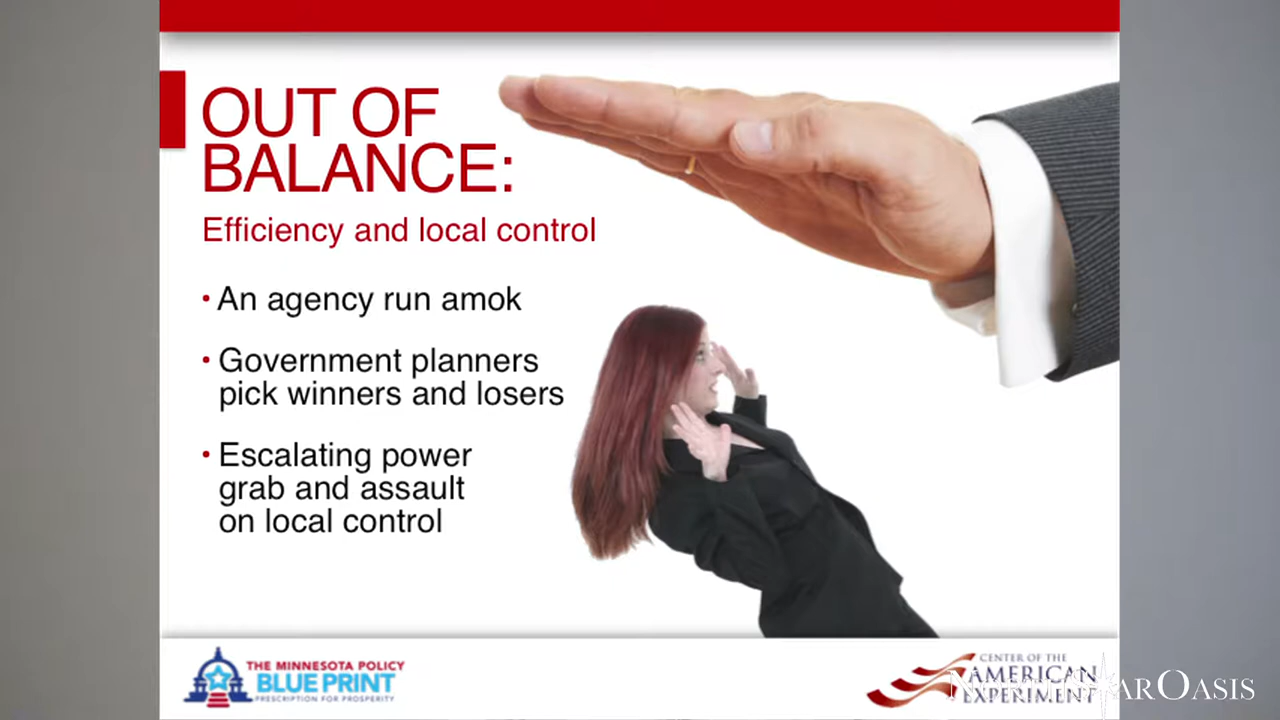 OUT OF
BALANCE:
Efficiency and local control
• An agency run amok
• Government planners
pick winners and losers
• Escalating power
grab and assault
on local control
THE MINNESOTA POLICY
BLUE PRINT
PRESCRIPTION FOR PROSPERITY
CENTER OF THE
AMERICAN
EXPERIMENT
OASIS